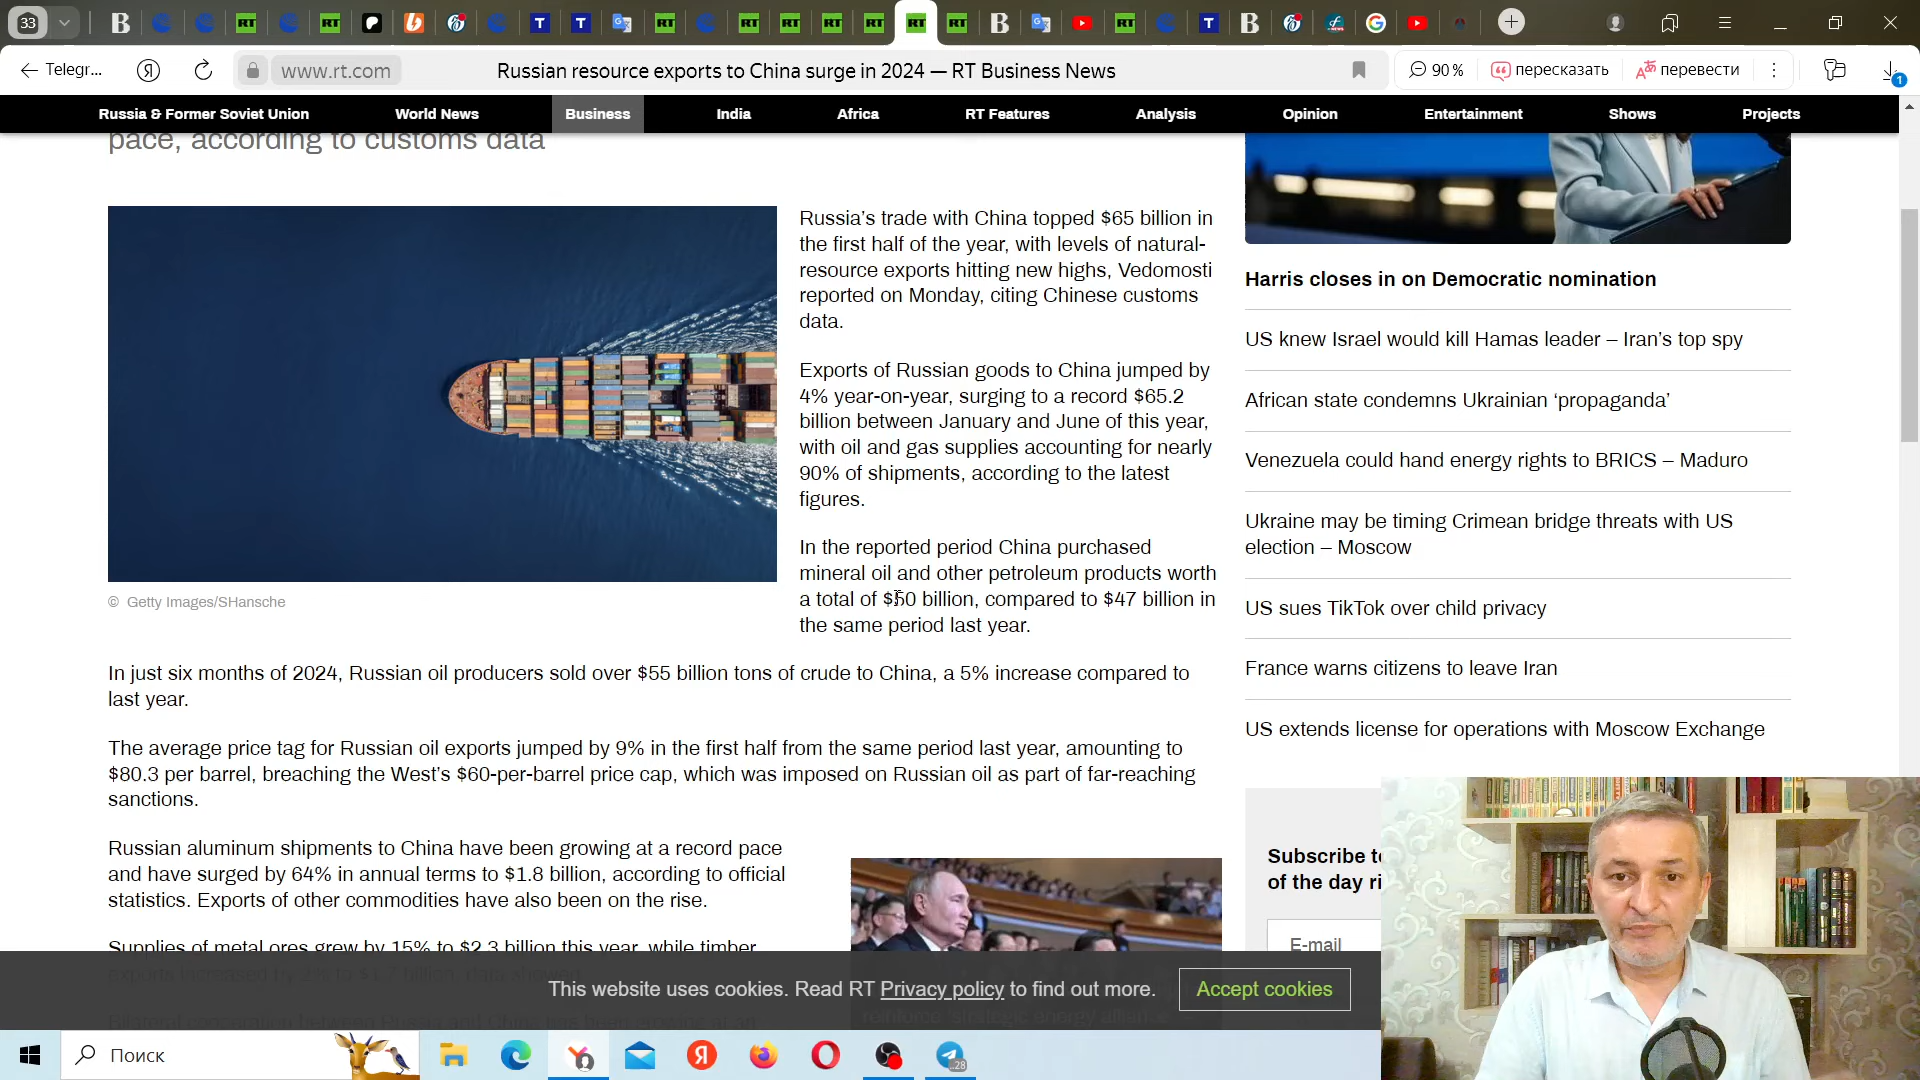 33
Telegr...
www.rt.com
Russian resource exports to China surge in 2024 — RT Business News
90 %
пересказать
перевести
1
Russia & Former Soviet Union
World News
Business
India
Africa
RT Features
Analysis
Opinion
Entertainment
Shows
Projects
pace, according to customs data
© Getty Images/SHansche
Russia’s trade with China topped $65 billion in
the first half of the year, with levels of natural-
resource exports hitting new highs, Vedomosti
reported on Monday, citing Chinese customs
data.
Exports of Russian goods to China jumped by
4% year-on-year, surging to a record $65.2
billion between January and June of this year,
with oil and gas supplies accounting for nearly
90% of shipments, according to the latest
figures.
In the reported period China purchased
mineral oil and other petroleum products worth
a total of $50 billion, compared to $47 billion in
the same period last year.
In just six months of 2024, Russian oil producers sold over $55 billion tons of crude to China, a 5% increase compared to
last year.
The average price tag for Russian oil exports jumped by 9% in the first half from the same period last year, amounting to
$80.3 per barrel, breaching the West’s $60-per-barrel price cap, which was imposed on Russian oil as part of far-reaching
sanctions.
Russian aluminum shipments to China have been growing at a record pace
and have surged by 64% in annual terms to $1.8 billion, according to official
statistics. Exports of other commodities have also been on the rise.
Supplies of metal ores grew by 15% to $2.3 billion this year, while timber
Harris closes in on Democratic nomination
US knew Israel would kill Hamas leader – Iran’s top spy
African state condemns Ukrainian ‘propaganda’
Venezuela could hand energy rights to BRICS – Maduro
Ukraine may be timing Crimean bridge threats with US
election – Moscow
US sues TikTok over child privacy
France warns citizens to leave Iran
US extends license for operations with Moscow Exchange
Subscribe t
of the day ri
E-mail
This website uses cookies. Read RT Privacy policy to find out more.
Accept cookies
Поиск
28